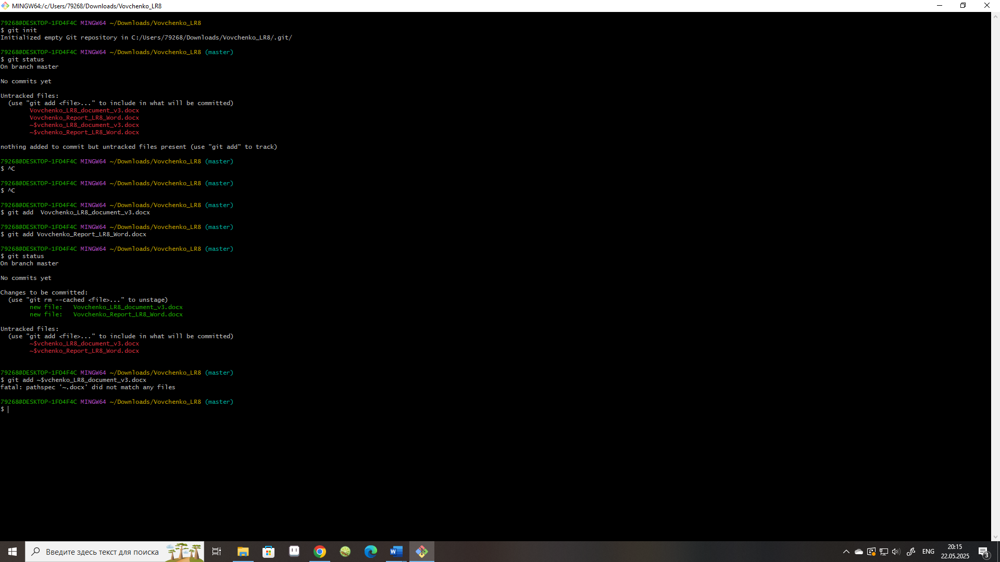 MINGW64:/c/Users/79268/Downloads/Vovchenko_LR8
79268@DESKTOP-1FO4F4C MINGW64 ~/Downloads/Vovchenko_LR8
$ git init
Initialized empty Git repository in C:/Users/79268/Downloads/Vovchenko_LR8/.git/
79268@DESKTOP-1FO4F4C MINGW64 ~/Downloads/Vovchenko_LR8 (master)
$ git status
On branch master
No commits yet
Untracked files:
  (use "git add <file>..." to include in what will be committed)
        Vovchenko_LR8_document_v3.docx
        Vovchenko_Report_LR8_Word.docx
        ~$vchenko_LR8_document_v3.docx
        ~$vchenko_Report_LR8_Word.docx
nothing added to commit but untracked files present (use "git add" to track)
79268@DESKTOP-1FO4F4C MINGW64 ~/Downloads/Vovchenko_LR8 (master)
$ ^C
79268@DESKTOP-1FO4F4C MINGW64 ~/Downloads/Vovchenko_LR8 (master)
$ ^C
79268@DESKTOP-1FO4F4C MINGW64 ~/Downloads/Vovchenko_LR8 (master)
$ git add  Vovchenko_LR8_document_v3.docx
79268@DESKTOP-1FO4F4C MINGW64 ~/Downloads/Vovchenko_LR8 (master)
$ git add Vovchenko_Report_LR8_Word.docx
79268@DESKTOP-1FO4F4C MINGW64 ~/Downloads/Vovchenko_LR8 (master)
$ git status
On branch master
No commits yet
Changes to be committed:
  (use "git rm --cached <file>..." to unstage)
        new file:   Vovchenko_LR8_document_v3.docx
        new file:   Vovchenko_Report_LR8_Word.docx
Untracked files:
  (use "git add <file>..." to include in what will be committed)
        ~$vchenko_LR8_document_v3.docx
        ~$vchenko_Report_LR8_Word.docx
79268@DESKTOP-1FO4F4C MINGW64 ~/Downloads/Vovchenko_LR8 (master)
$ git add ~$vchenko_LR8_document_v3.docx
fatal: pathspec '~.docx' did not match any files
79268@DESKTOP-1FO4F4C MINGW64 ~/Downloads/Vovchenko_LR8 (master)
$
Введите здесь текст для поиска
ENG
20:15
22.05.2025
3